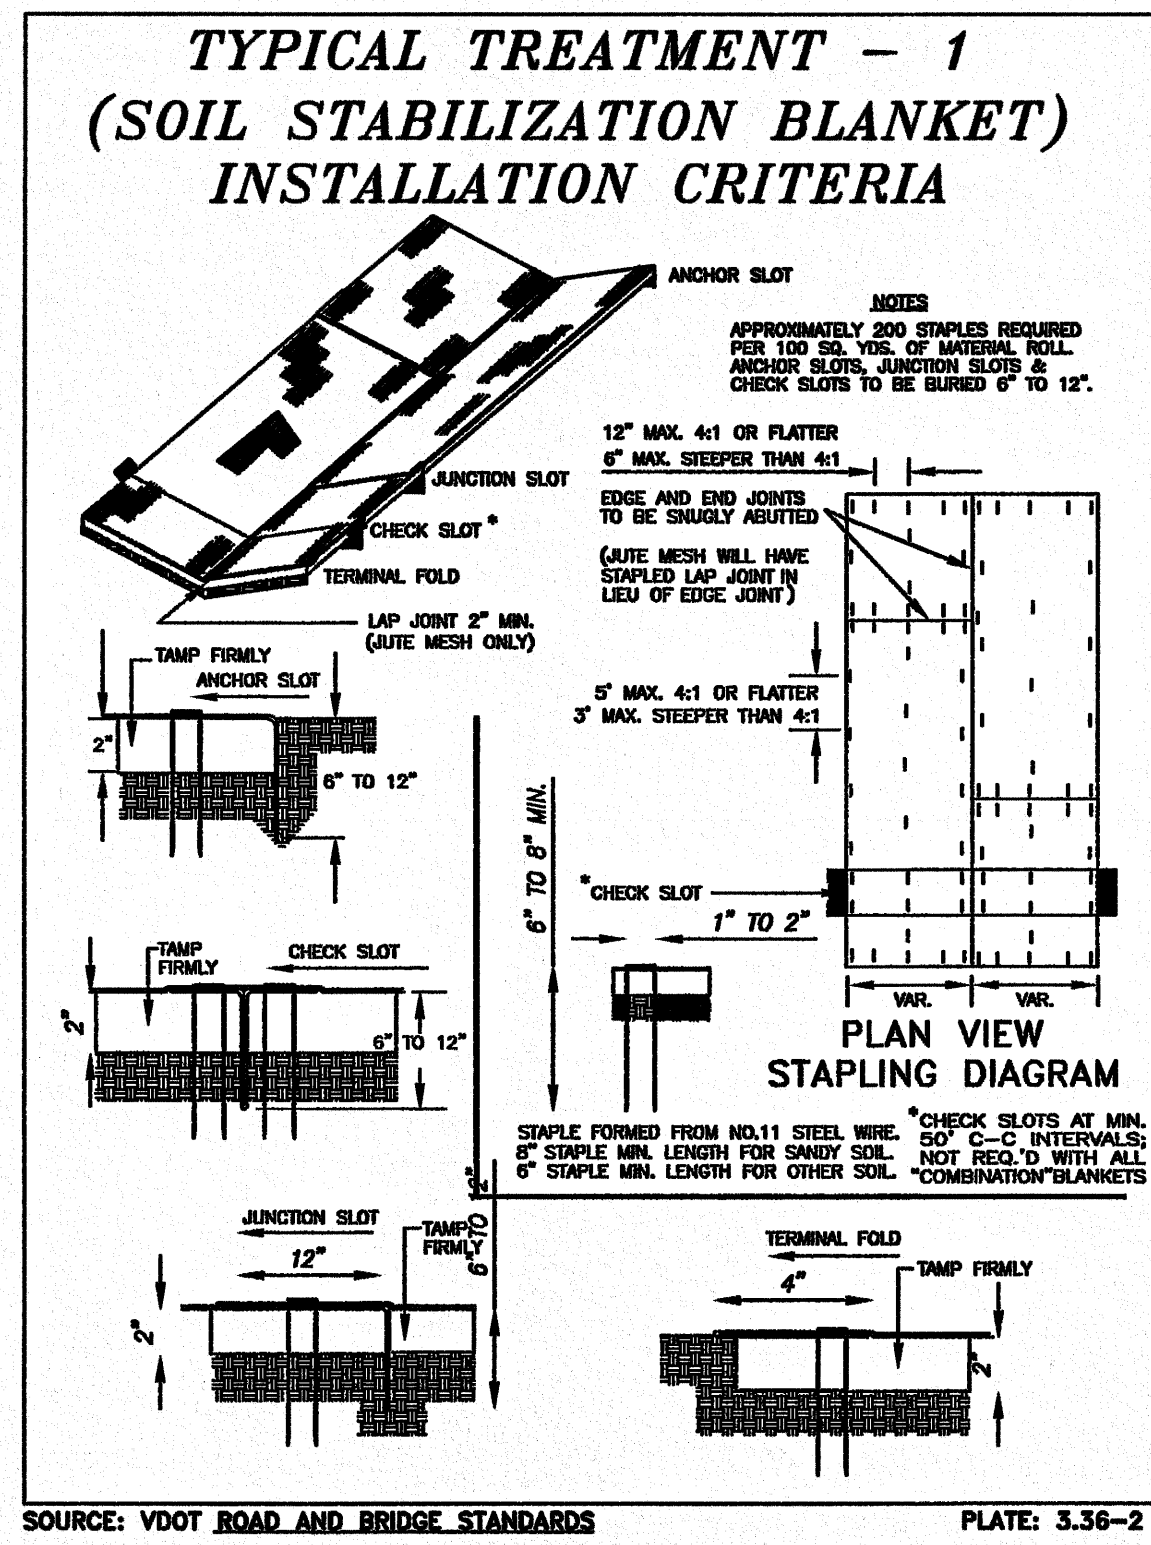 TYPICAL TREATMENT - 1
(SOIL STABILIZATION BLANKET)
INSTALLATION CRITERIA
ANCHOR SLOT
NOTES
APPROXIMATELY 200 STAPLES REQUIRED
PER 100 SQ. YDS. OF MATERIAL ROLL.
ANCHOR SLOTS, JUNCTION SLOTS &
CHECK SLOTS TO BE BURIED 6" TO 12".
12" MAX. 4:1 OR FLATTER
6" MAX. STEEPER THAN 4:1
JUNCTION SLOT
EDGE AND END JOINTS
TO BE SNUGLY ABUTTED
CHECK SLOT *
(JUTE MESH WILL HAVE
STAPLED LAP JOINT IN
LIEU OF EDGE JOINT)
TERMINAL FOLD
LAP JOINT 2" MIN.
(JUTE MESH ONLY)
TAMP FIRMLY
ANCHOR SLOT
2"
6" TO 12"
5' MAX. 4:1 OR FLATTER
3' MAX. STEEPER THAN 4:1
6" TO 8" MIN.
*CHECK SLOT
1" TO 2"
TAMP
FIRMLY
CHECK SLOT
2"
6" TO 12"
VAR.
VAR.
PLAN VIEW
STAPLING DIAGRAM
STAPLE FORMED FROM NO.11 STEEL WIRE.
8" STAPLE MIN. LENGTH FOR SANDY SOIL.
6" STAPLE MIN. LENGTH FOR OTHER SOIL.
*CHECK SLOTS AT MIN.
50' C-C INTERVALS;
NOT REQ.'D WITH ALL
"COMBINATION" BLANKETS
JUNCTION SLOT
12"
TAMP
FIRMLY
6" TO 12"
2"
TERMINAL FOLD
4"
TAMP FIRMLY
2"
SOURCE: VDOT ROAD AND BRIDGE STANDARDS
PLATE: 3.36-2